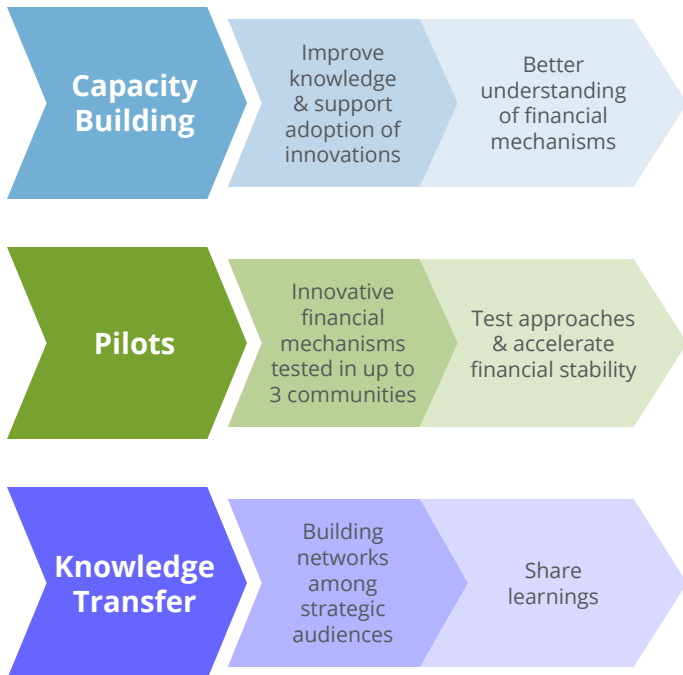 Capacity
Building
Improve
knowledge
& support
adoption of
innovations
Better
understanding
of financial
mechanisms
Pilots
Innovative
financial
mechanisms
tested in up to
3 communities
Test approaches
& accelerate
financial stability
Knowledge
Transfer
Building
networks
among
strategic
audiences
Share
learnings